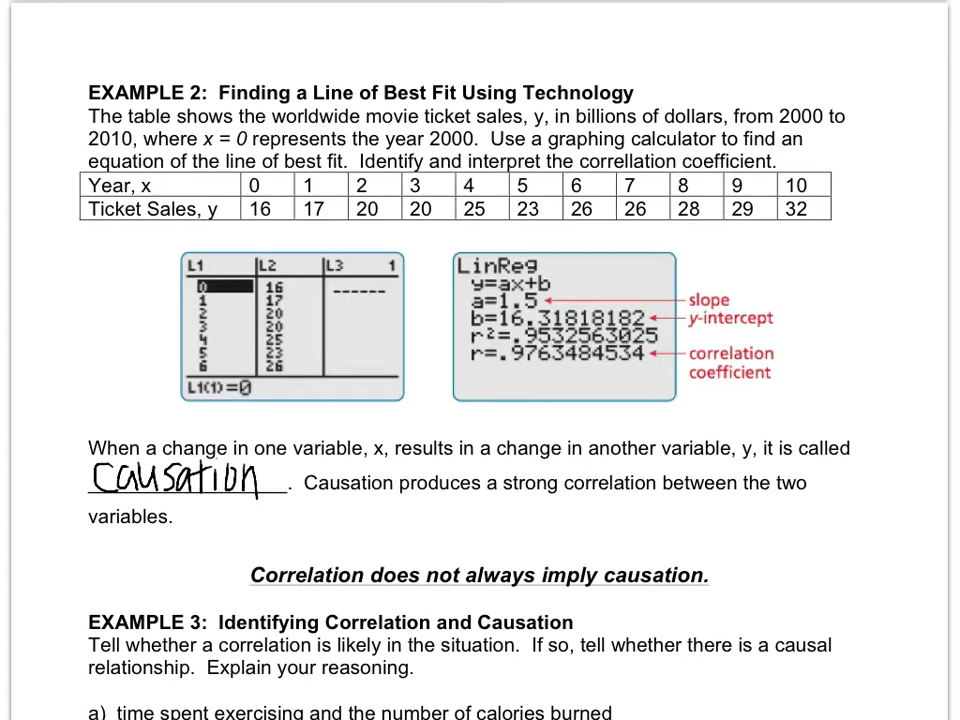 EXAMPLE 2:  Finding a Line of Best Fit Using Technology
The table shows the worldwide movie ticket sales, y, in billions of dollars, from 2000 to
2010, where x = 0 represents the year 2000.  Use a graphing calculator to find an
equation of the line of best fit.  Identify and interpret the correllation coefficient.
Year, x 0 1 2 3 4 5 6 7 8 9 10
Ticket Sales, y 16 17 20 20 25 23 26 26 28 29 32
L1 L2 L3 1
0 16 ------
1 17
2 20
3 20
4 25
5 23
6 26
L1(1)=0
LinReg
y=ax+b
a=1.5
b=16.31818182
r²=.9532563025
r=.9763484534
slope
y-intercept
correlation
coefficient
When a change in one variable, x, results in a change in another variable, y, it is called
causation.  Causation produces a strong correlation between the two
variables.
Correlation does not always imply causation.
EXAMPLE 3:  Identifying Correlation and Causation
Tell whether a correlation is likely in the situation.  If so, tell whether there is a causal
relationship.  Explain your reasoning.
a)  time spent exercising and the number of calories burned